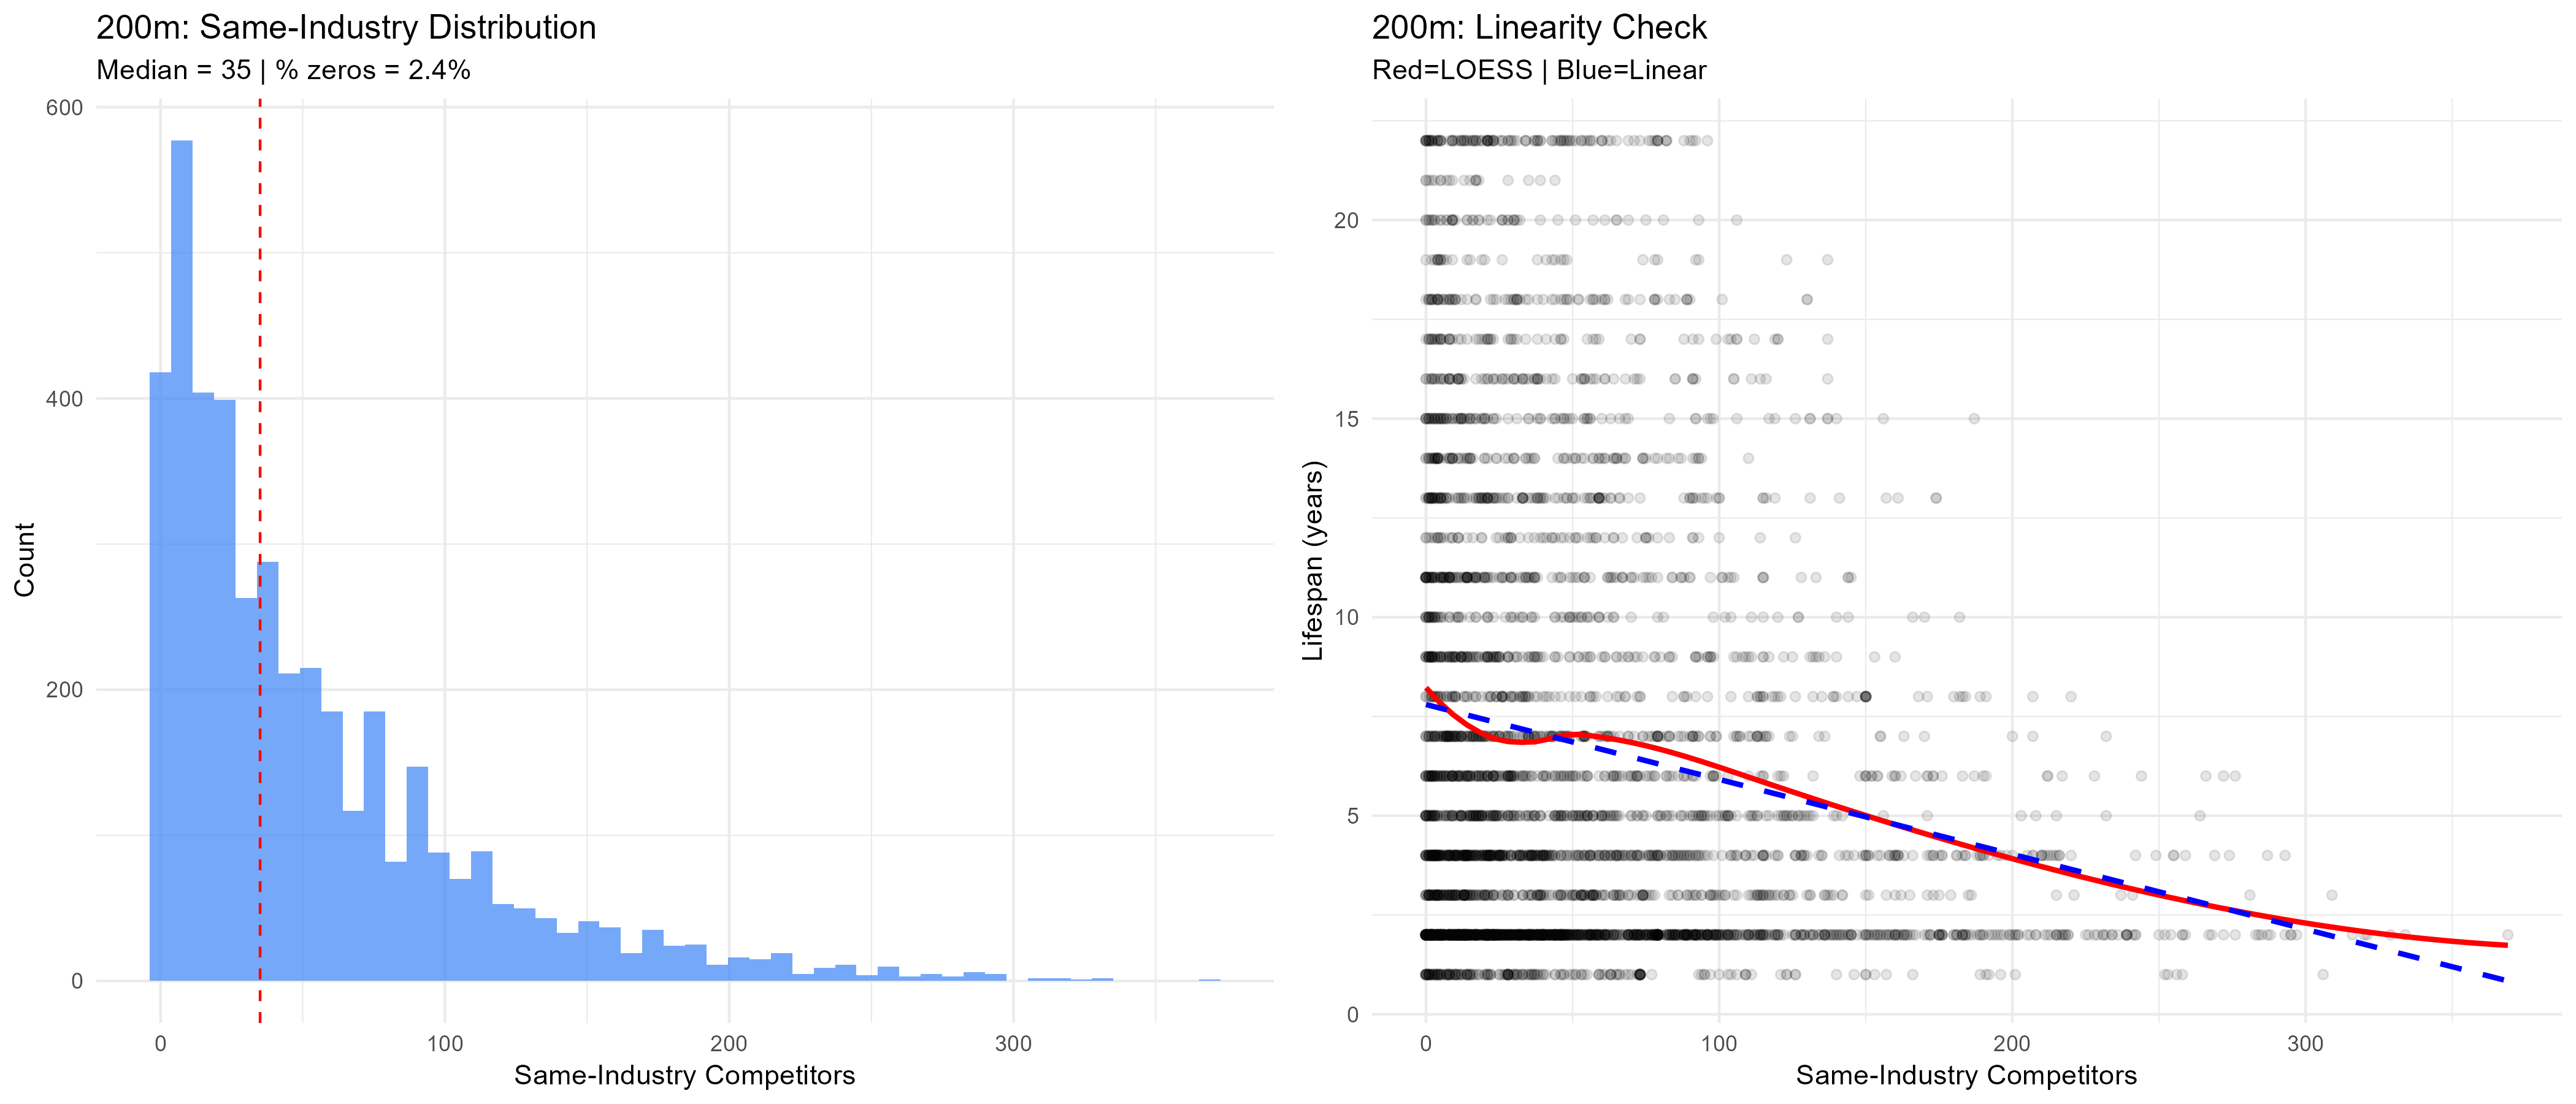 200m: Same-Industry Distribution
Median = 35 | % zeros = 2.4%
600
400
200
0
Count
0 100 200 300
Same-Industry Competitors
200m: Linearity Check
Red=LOESS | Blue=Linear
20
15
10
5
0
Lifespan (years)
0 100 200 300
Same-Industry Competitors